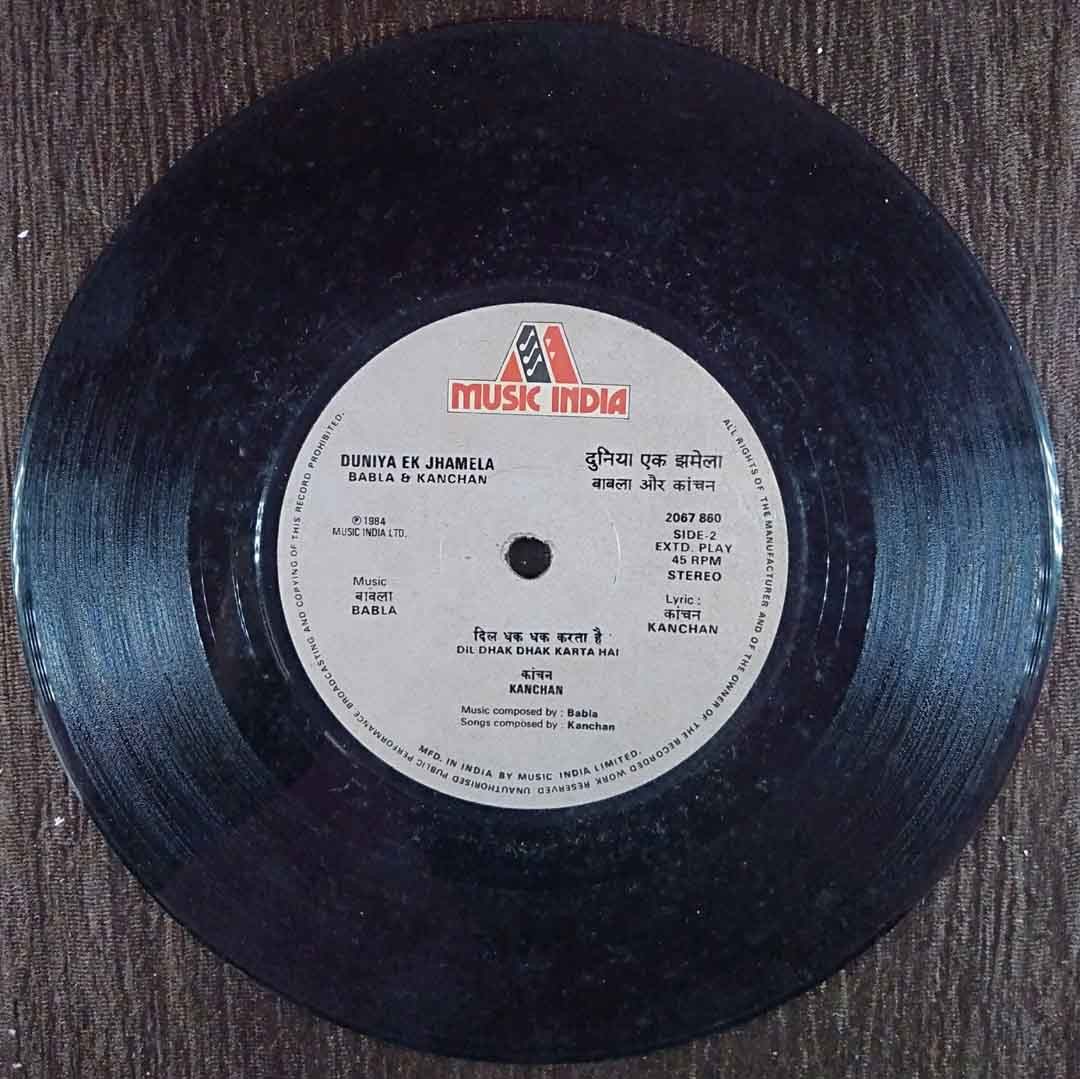 MUSIC INDIA
DUNIYA EK JHAMELA
BABLA & KANCHAN
दुनिया एक झमेला
बाबला और कांचन
℗ 1984
MUSIC INDIA LTD.
2067 860
SIDE-2
EXTD. PLAY
45 RPM
STEREO
Music
बाबला
BABLA
Lyric :
कांचन
KANCHAN
दिल धक धक करता है
DIL DHAK DHAK KARTA HAI
कांचन
KANCHAN
Music composed by : Babla
Songs composed by : Kanchan
MFD. IN INDIA BY MUSIC INDIA LIMITED.
ALL RIGHTS OF THE MANUFACTURER AND OF THE OWNER OF THE RECORDED WORK RESERVED UNAUTHORISED PUBLIC PERFORMANCE BROADCASTING AND COPYING OF THIS RECORD PROHIBITED.